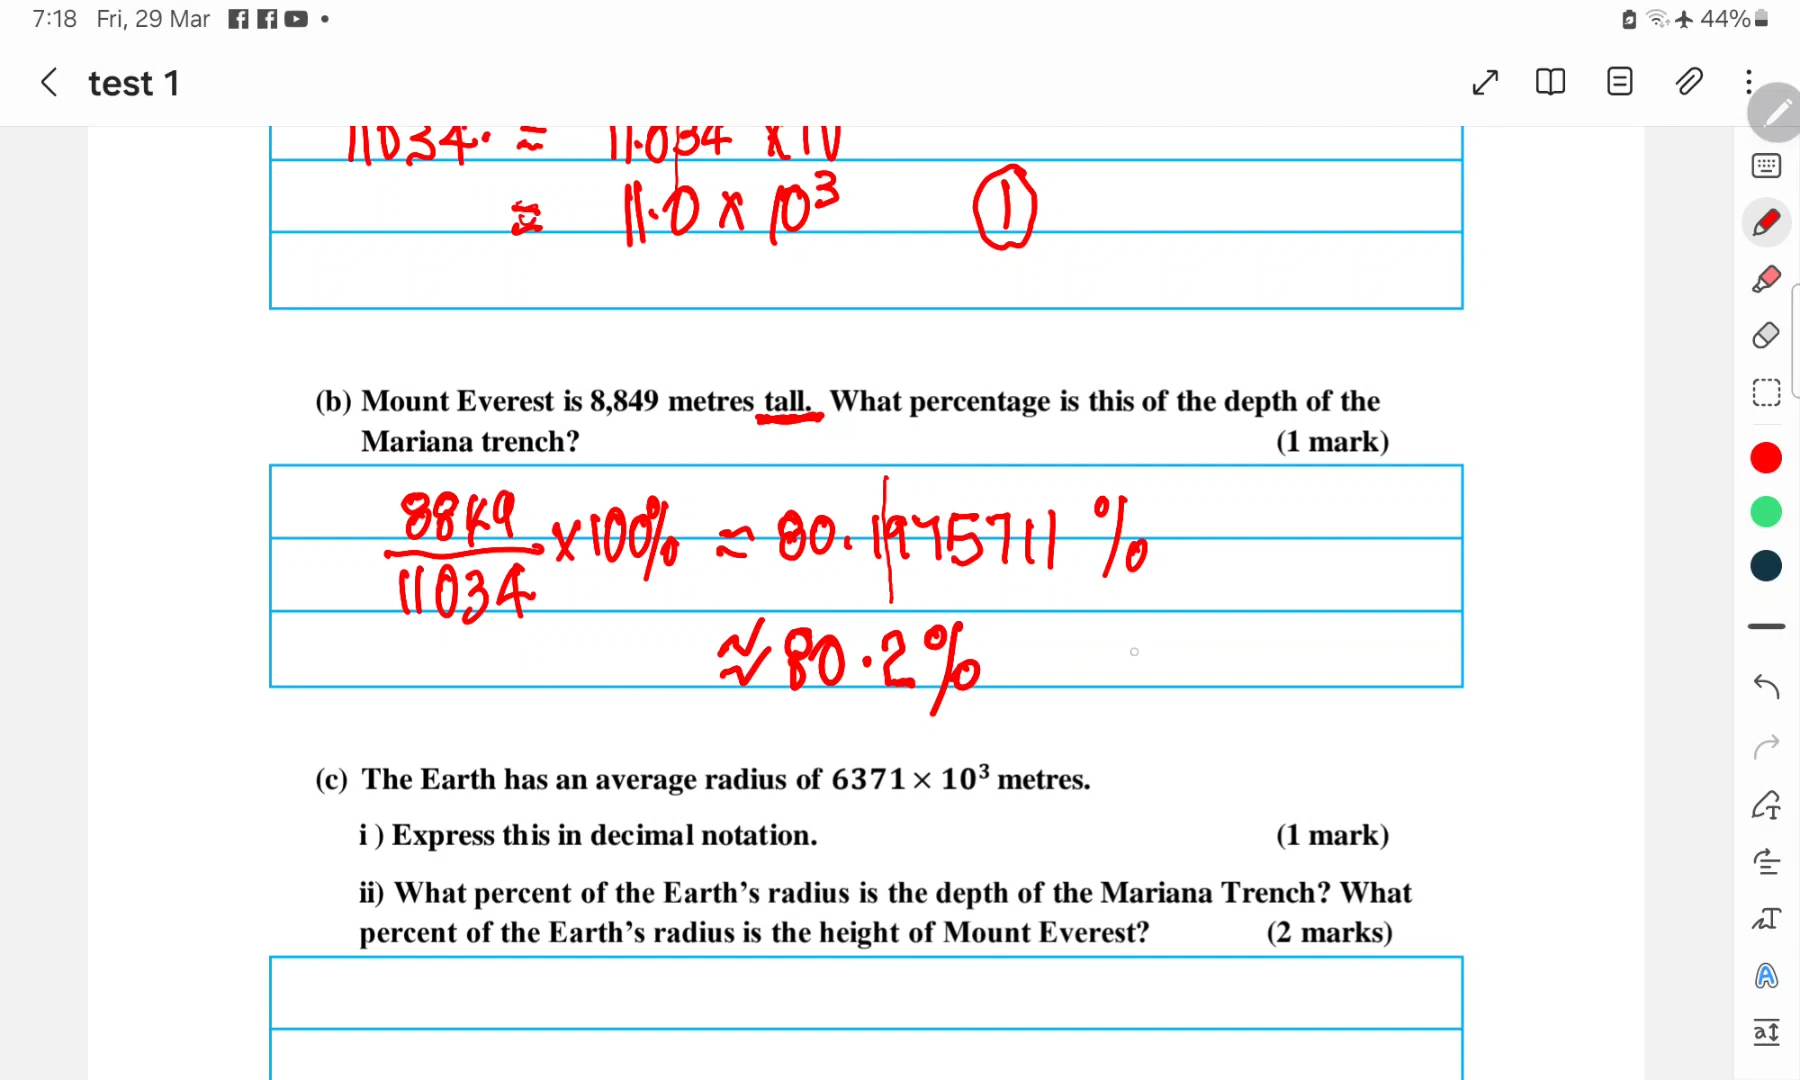 7:18 Fri, 29 Mar
44%
test 1
11034. ≈ 11.034 × 10
≈ 11.0 × 10³ ①
(b) Mount Everest is 8,849 metres tall. What percentage is this of the depth of the
Mariana trench? (1 mark)
8849
11034
× 100% ≈ 80.1975711 %
≈ 80.2%
(c) The Earth has an average radius of 6371 × 10³ metres.
i ) Express this in decimal notation. (1 mark)
ii) What percent of the Earth’s radius is the depth of the Mariana Trench? What
percent of the Earth’s radius is the height of Mount Everest? (2 marks)